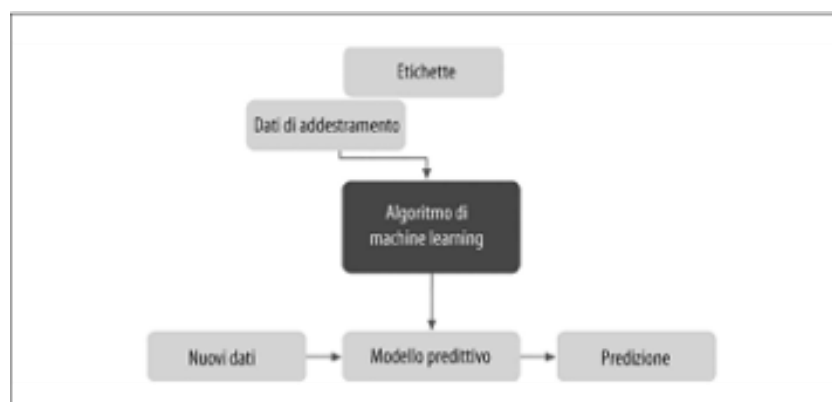 Etichette
Dati di addestramento
Algoritmo di
machine learning
Nuovi dati
Modello predittivo
Predizione